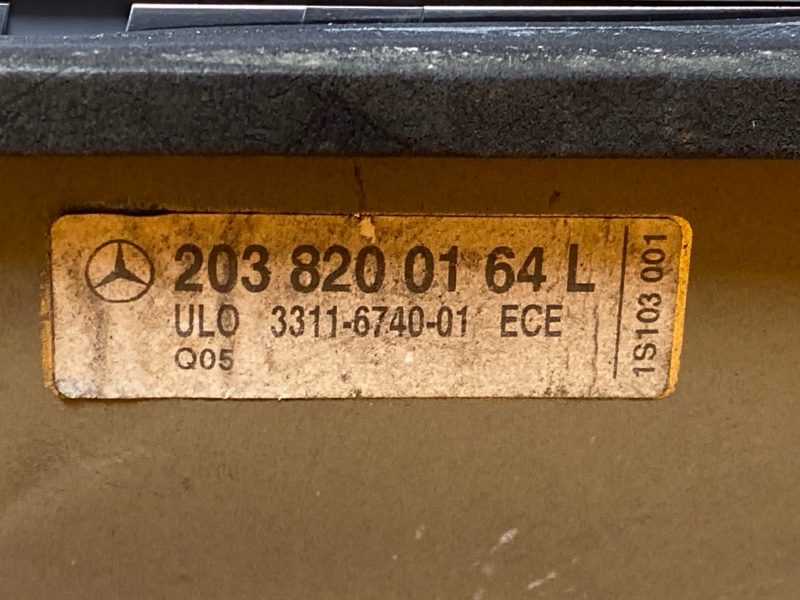 203 820 01 64 L
ULO 3311-6740-01 ECE
Q05
1S103 001